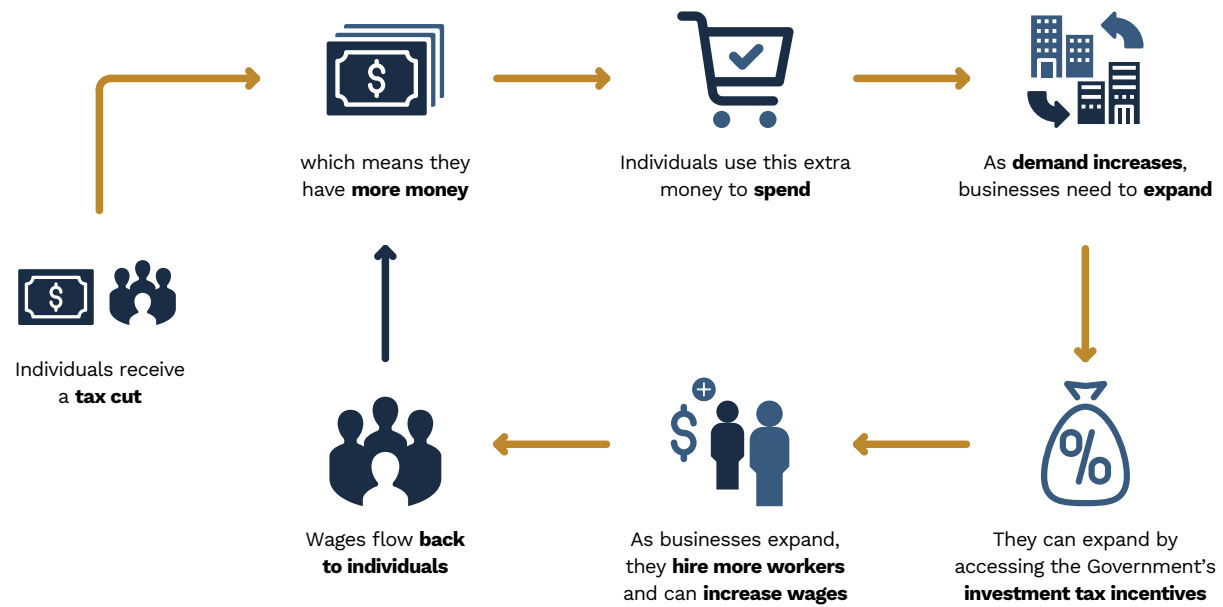 Individuals receive
a tax cut
$
which means they
have more money
$
Individuals use this extra
money to spend
As demand increases,
businesses need to expand
%
They can expand by
accessing the Government’s
investment tax incentives
$
As businesses expand,
they hire more workers
and can increase wages
Wages flow back
to individuals